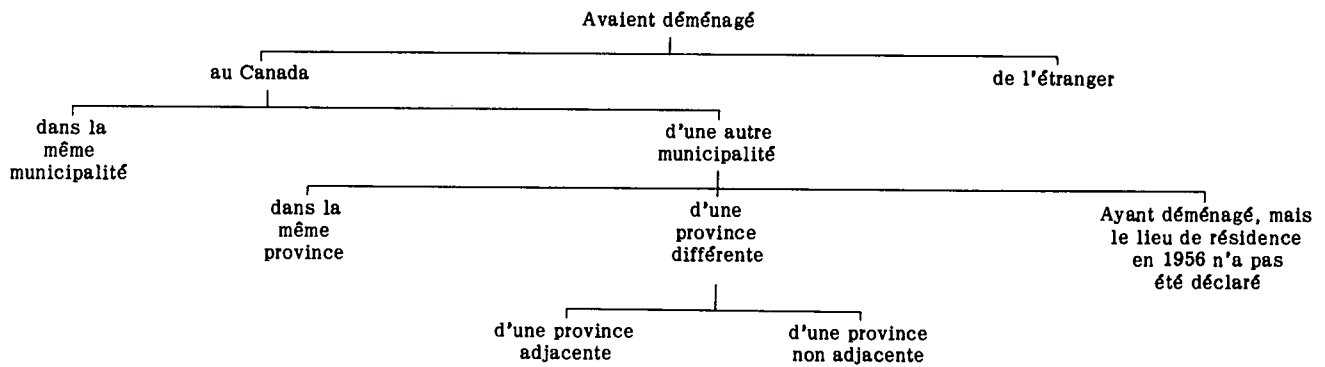 Avaient déménagé
au Canada
de l'étranger
dans la
même
municipalité
d'une autre
municipalité
dans la
même
province
d'une
province
différente
Ayant déménagé, mais
le lieu de résidence
en 1956 n'a pas
été déclaré
d'une province
adjacente
d'une province
non adjacente